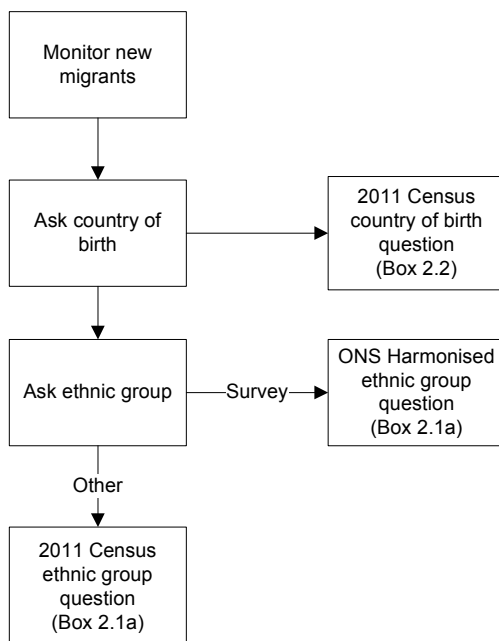 Monitor new
migrants
Ask country of
birth
2011 Census
country of birth
question
(Box 2.2)
Ask ethnic group
Survey
ONS Harmonised
ethnic group
question
(Box 2.1a)
Other
2011 Census
ethnic group
question
(Box 2.1a)